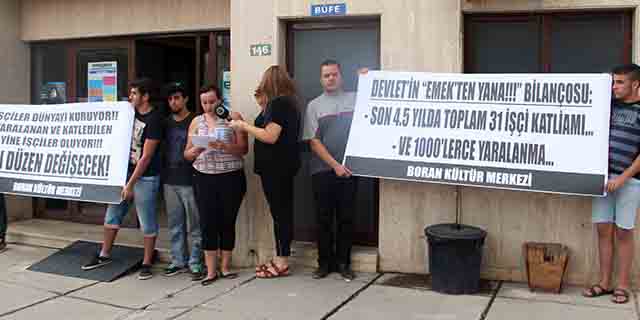 BÜFE
146
ŞCİLER DÜNYAYI KURUYOR!!
ARALANAN VE KATLEDİLEN
YİNE İŞÇİLER OLUYOR!!
DÜZEN DEĞİŞECEK!
BORAN KÜLTÜR MERKEZİ
DEVLET'İN "EMEK'TEN YANA!!!" BİLANÇOSU:
- SON 4.5 YILDA TOPLAM 31 İŞÇİ KATLİAMI...
- VE 1000'LERCE YARALANMA...
BORAN KÜLTÜR MERKEZİ